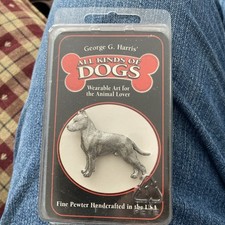 George G. Harris'
ALL KINDS OF
DOGS
Wearable Art for
the Animal Lover
Fine Pewter Handcrafted in the USA